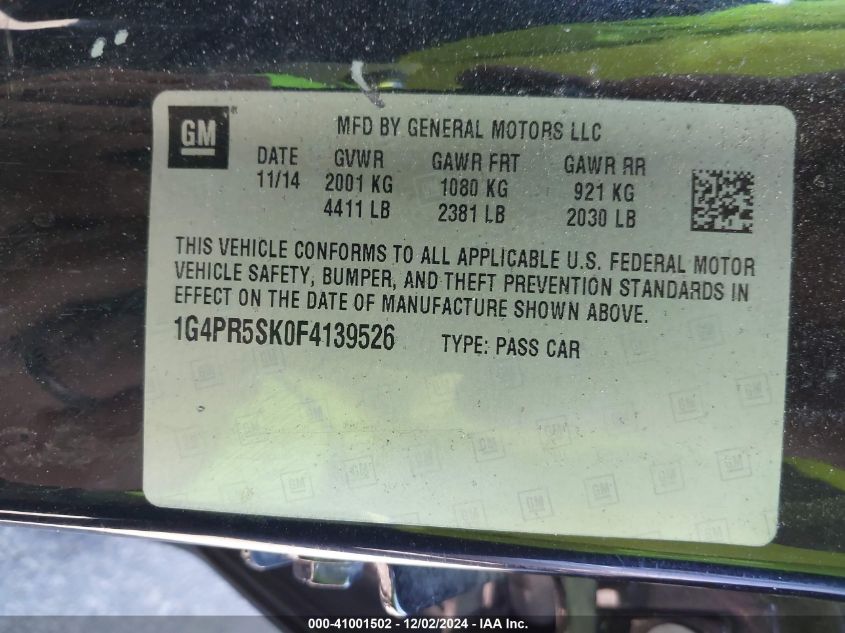 GM ®
MFD BY GENERAL MOTORS LLC
DATE GVWR GAWR FRT GAWR RR
11/14 2001 KG 1080 KG 921 KG
4411 LB 2381 LB 2030 LB
THIS VEHICLE CONFORMS TO ALL APPLICABLE U.S. FEDERAL MOTOR
VEHICLE SAFETY, BUMPER, AND THEFT PREVENTION STANDARDS IN
EFFECT ON THE DATE OF MANUFACTURE SHOWN ABOVE.
1G4PR5SK0F4139526 TYPE: PASS CAR
000-41001502 - 12/02/2024 - IAA Inc.